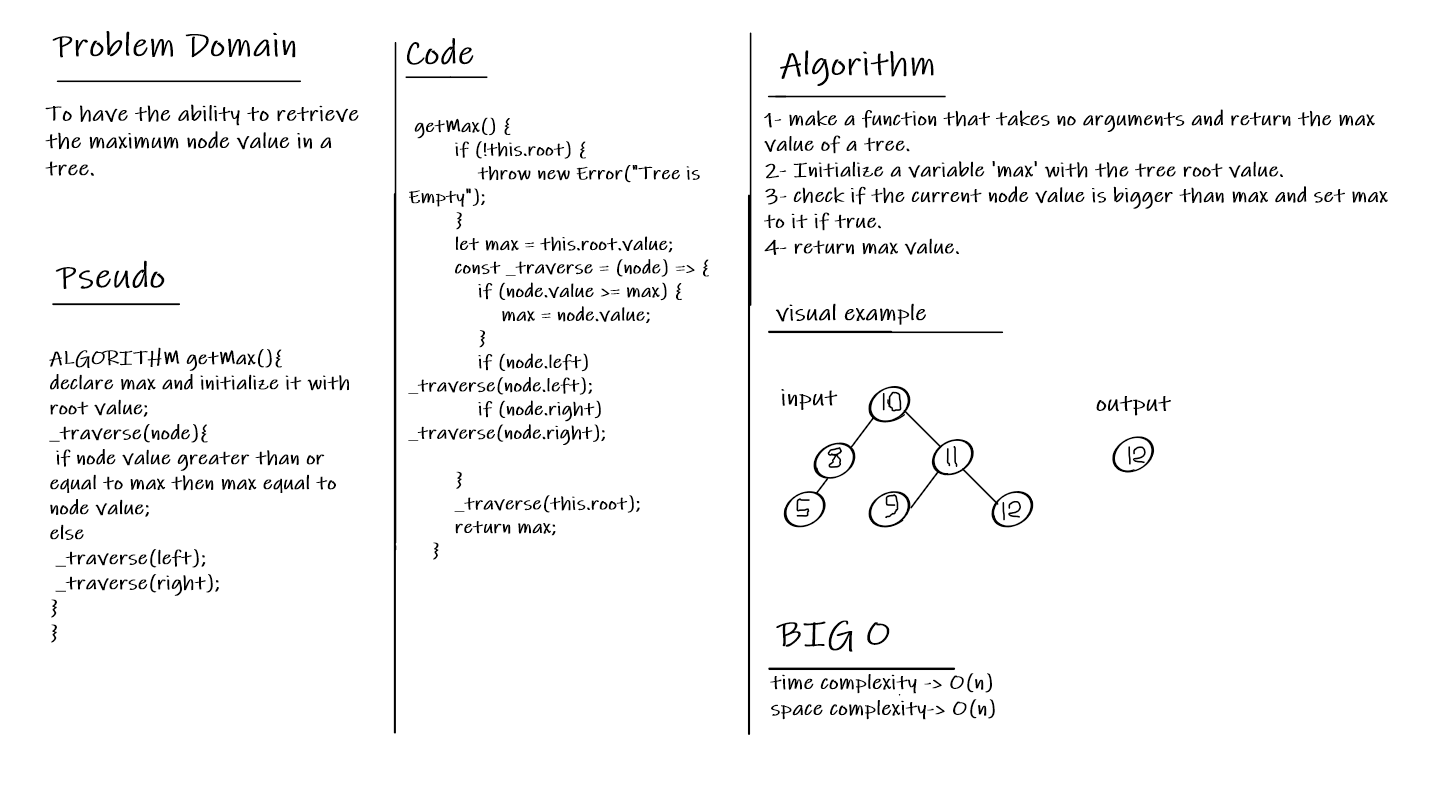 Problem Domain
To have the ability to retrieve
the maximum node value in a
tree.
Pseudo
ALGORITHM getMax(){
declare max and initialize it with
root value;
_traverse(node){
if node value greater than or
equal to max then max equal to
node value;
else
_traverse(left);
_traverse(right);
}
}
Code
getMax() {
if (!this.root) {
throw new Error("Tree is
Empty");
}
let max = this.root.value;
const _traverse = (node) => {
if (node.value >= max) {
max = node.value;
}
if (node.left)
_traverse(node.left);
if (node.right)
_traverse(node.right);
}
_traverse(this.root);
return max;
}
Algorithm
1- make a function that takes no arguments and return the max
value of a tree.
2- Initialize a variable 'max' with the tree root value.
3- check if the current node value is bigger than max and set max
to it if true.
4- return max value.
visual example
input
10
8
11
5
9
12
output
12
BIG O
time complexity -> O(n)
space complexity-> O(n)